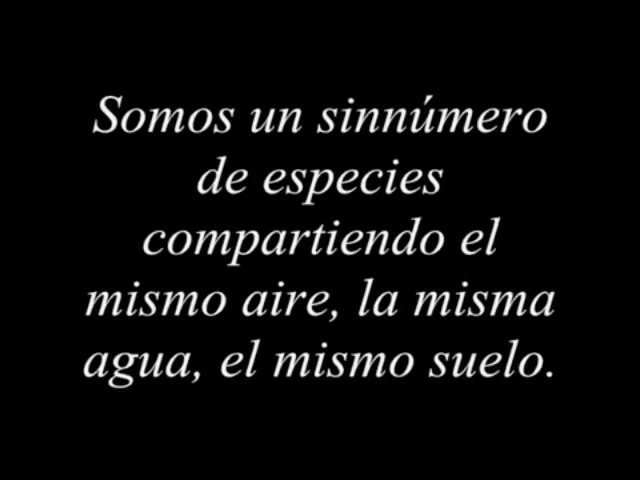 Somos un sinnúmero
de especies
compartiendo el
mismo aire, la misma
agua, el mismo suelo.